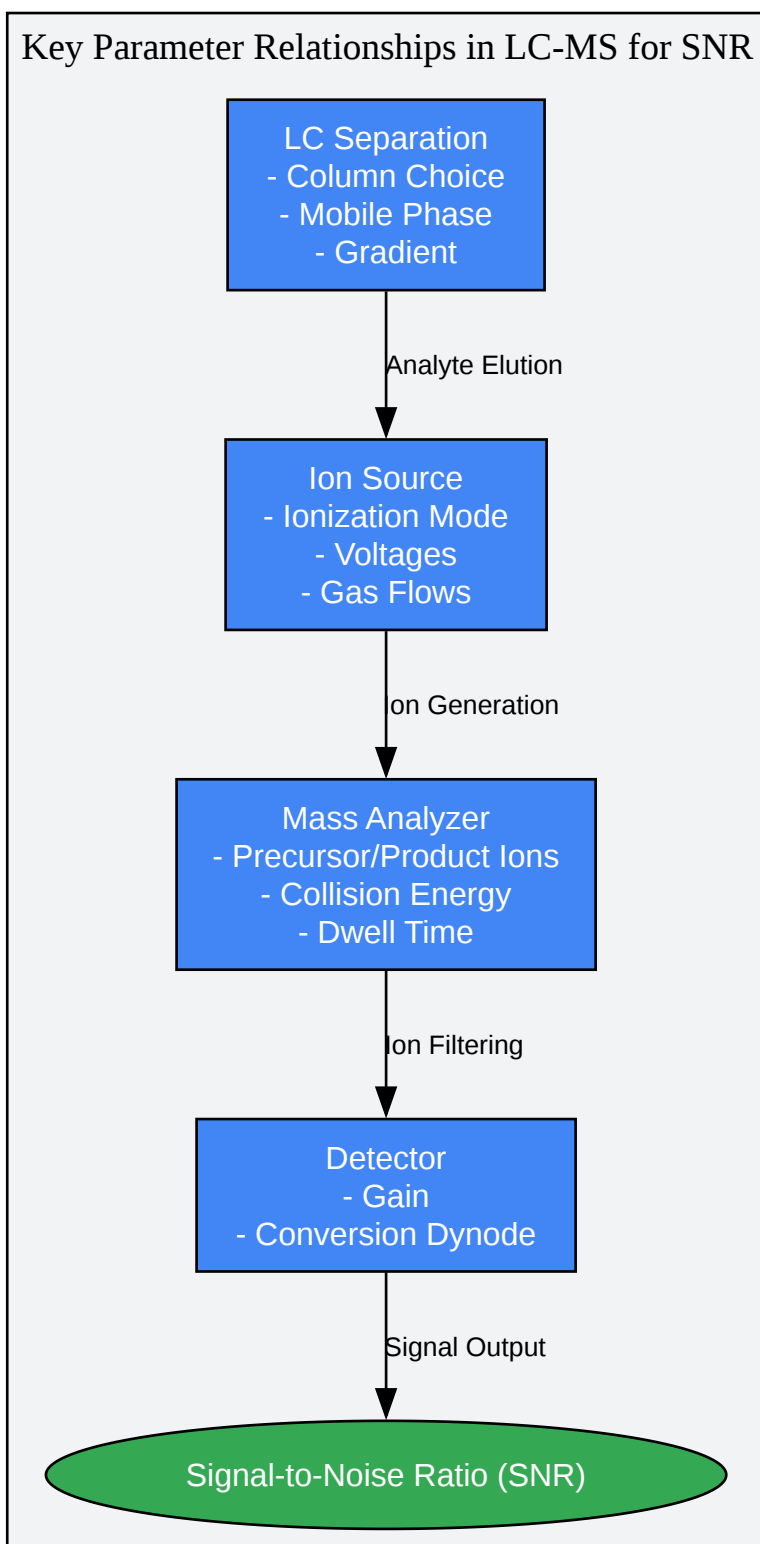 Key Parameter Relationships in LC-MS for SNR
LC Separation
- Column Choice
- Mobile Phase
- Gradient
Analyte Elution
Ion Source
- Ionization Mode
- Voltages
- Gas Flows
Ion Generation
Mass Analyzer
- Precursor/Product Ions
- Collision Energy
- Dwell Time
Ion Filtering
Detector
- Gain
- Conversion Dynode
Signal Output
Signal-to-Noise Ratio (SNR)